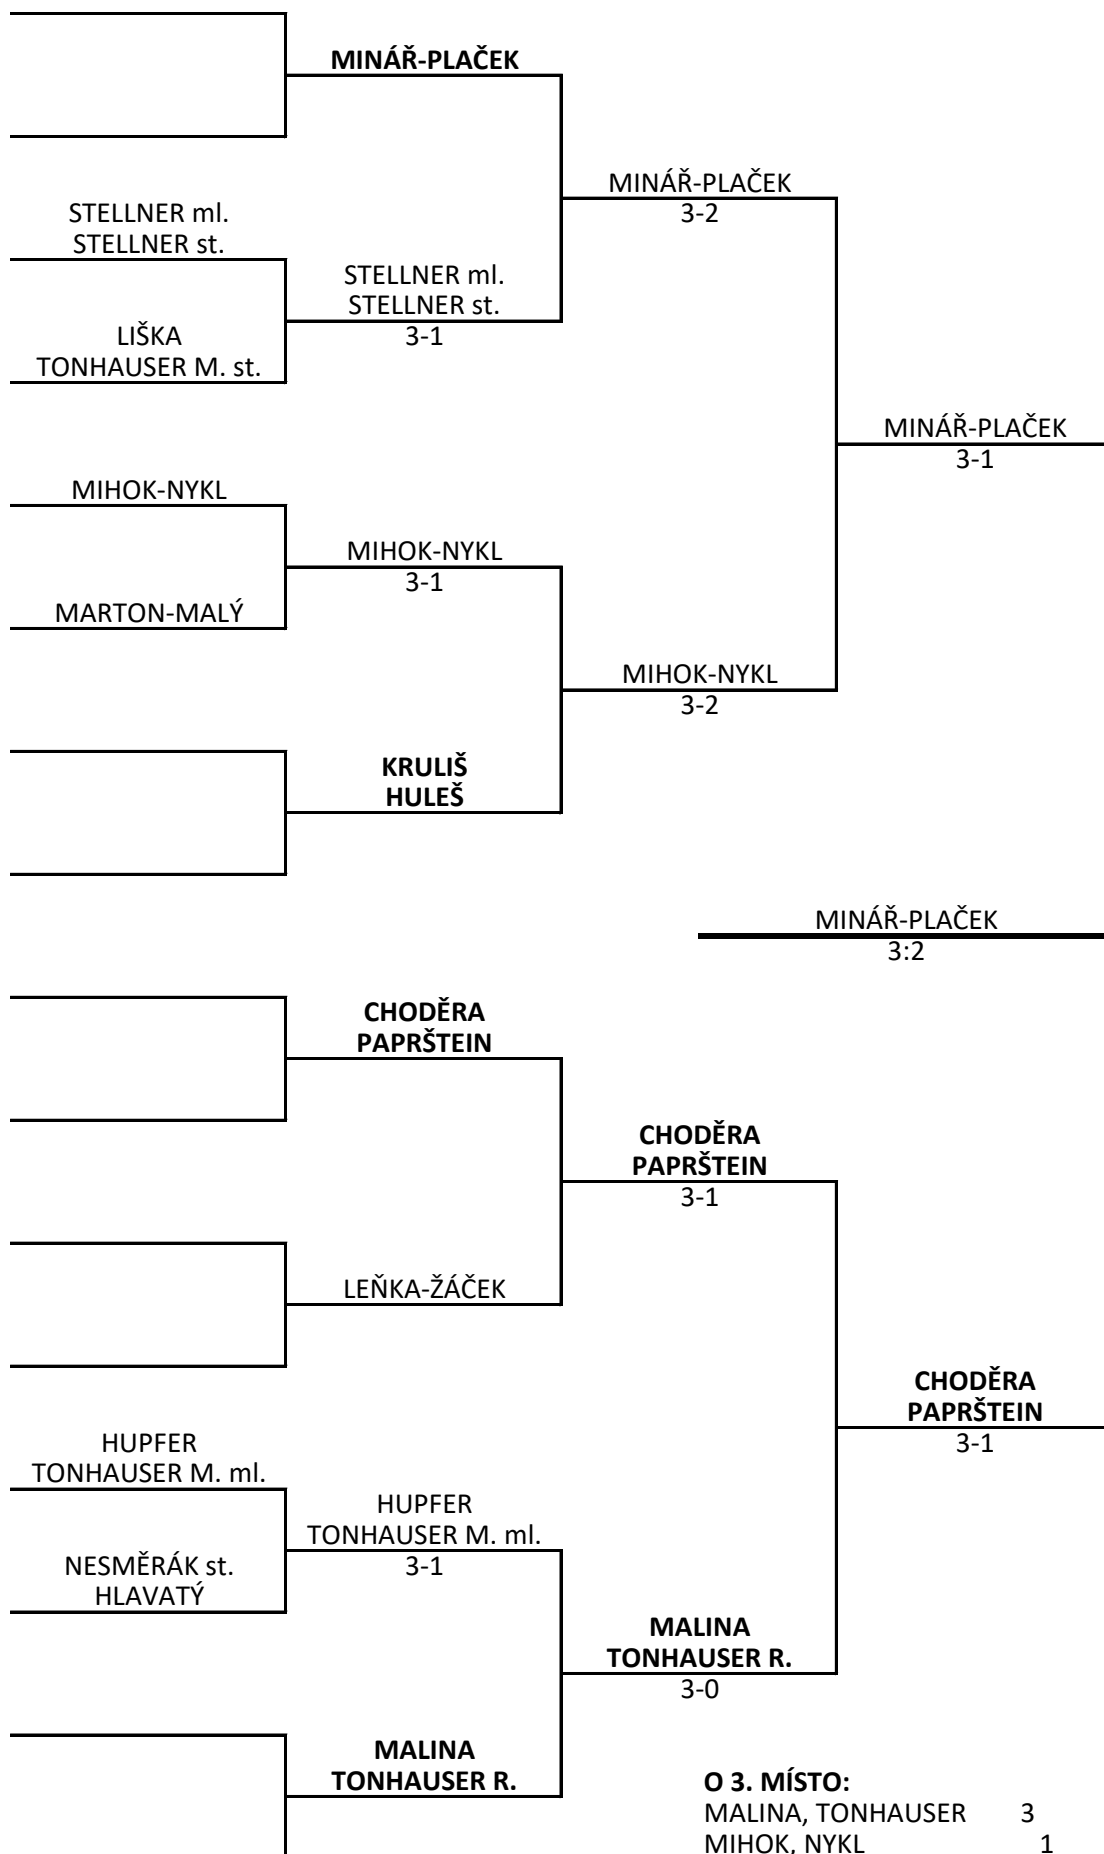 MINÁŘ-PLAČEK
MINÁŘ-PLAČEK
3-2
STELLNER ml.
STELLNER st.
STELLNER ml.
STELLNER st.
3-1
LIŠKA
TONHAUSER M. st.
MINÁŘ-PLAČEK
3-1
MIHOK-NYKL
MIHOK-NYKL
3-1
MARTON-MALÝ
MIHOK-NYKL
3-2
KRULIŠ
HULEŠ
MINÁŘ-PLAČEK
3:2
CHODĚRA
PAPRŠTEIN
CHODĚRA
PAPRŠTEIN
3-1
LEŇKA-ŽÁČEK
CHODĚRA
PAPRŠTEIN
3-1
HUPFER
TONHAUSER M. ml.
HUPFER
TONHAUSER M. ml.
3-1
NESMĚRÁK st.
HLAVATÝ
MALINA
TONHAUSER R.
3-0
MALINA
TONHAUSER R.
O 3. MÍSTO:
MALINA, TONHAUSER 3
MIHOK, NYKL 1